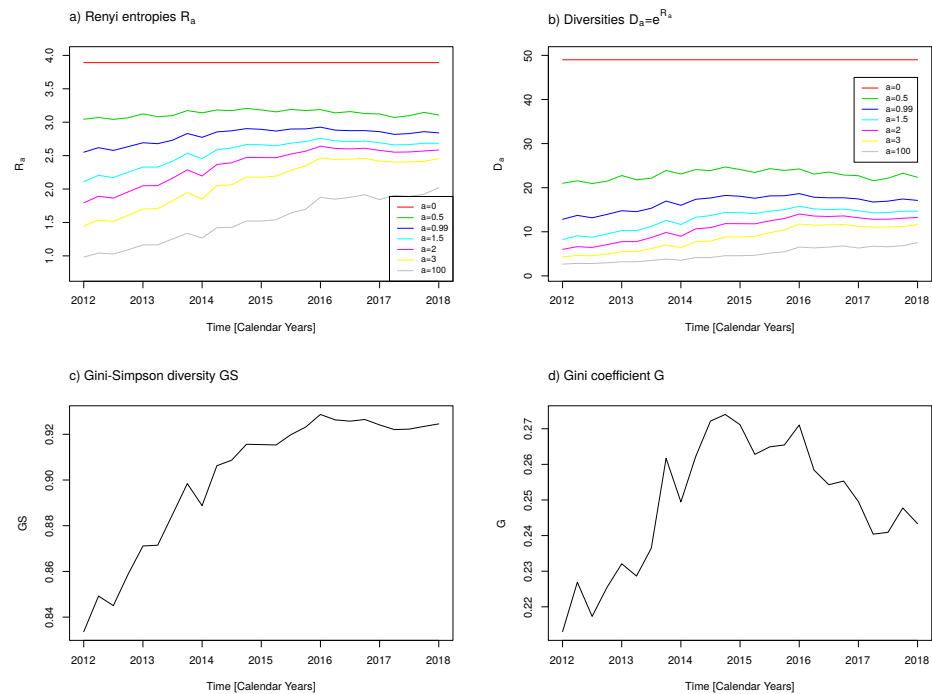 a) Renyi entropies Ra
4.0
3.5
3.0
2.5
2.0
1.5
1.0
Ra
a=0
a=0.5
a=0.99
a=1.5
a=2
a=3
a=100
2012 2013 2014 2015 2016 2017 2018
Time [Calendar Years]
b) Diversities Da=eRa
50
40
30
20
10
0
Da
a=0
a=0.5
a=0.99
a=1.5
a=2
a=3
a=100
2012 2013 2014 2015 2016 2017 2018
Time [Calendar Years]
c) Gini-Simpson diversity GS
0.92
0.90
0.88
0.86
0.84
GS
2012 2013 2014 2015 2016 2017 2018
Time [Calendar Years]
d) Gini coefficient G
0.27
0.26
0.25
0.24
0.23
0.22
G
2012 2013 2014 2015 2016 2017 2018
Time [Calendar Years]